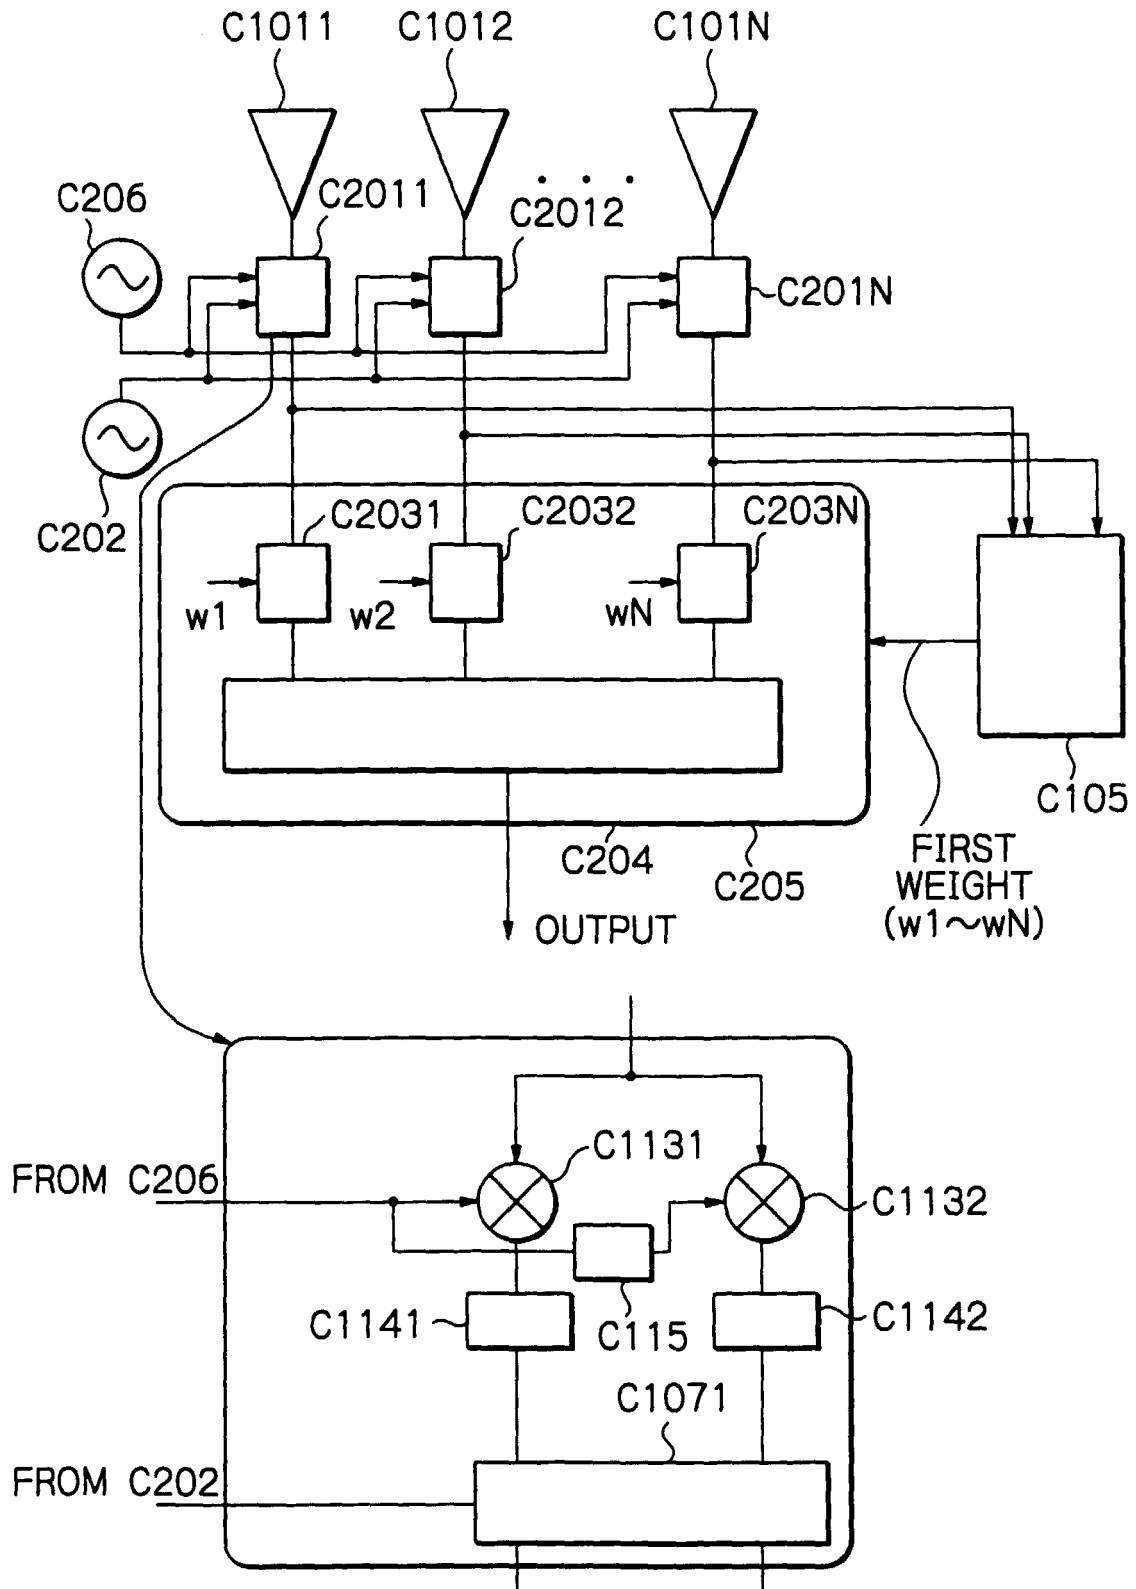 C1011
C1012
C101N
C206
C2011
C2012
C201N
C202
C2031
C2032
C203N
w1
w2
wN
C105
C204
C205
FIRST
WEIGHT
(w1~wN)
OUTPUT
C1131
FROM C206
C1132
C1141
C115
C1142
C1071
FROM C202